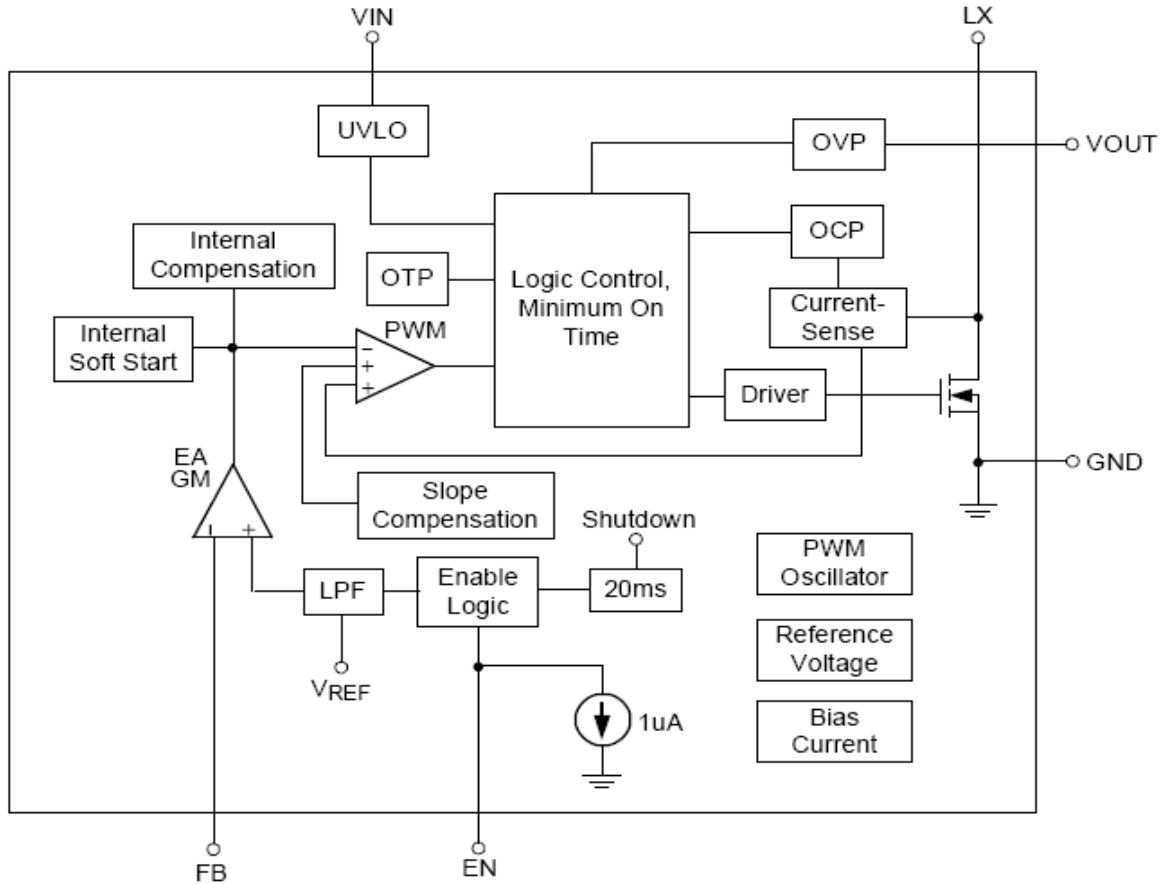 VIN
LX
UVLO
OVP
VOUT
Internal
Compensation
OCP
OTP
Logic Control,
Minimum On
Time
Current-
Sense
Internal
Soft Start
PWM
−
+
+
Driver
EA
GM
GND
Slope
Compensation
Shutdown
−
+
PWM
Oscillator
LPF
Enable
Logic
20ms
Reference
Voltage
VREF
1uA
Bias
Current
FB
EN